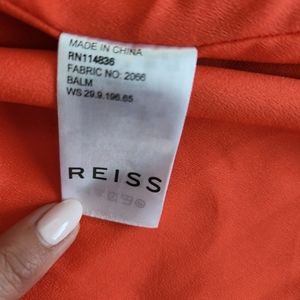 MADE IN CHINA
RN114836
FABRIC NO: 2066
BALM
WS 29.9.196.65
REISS